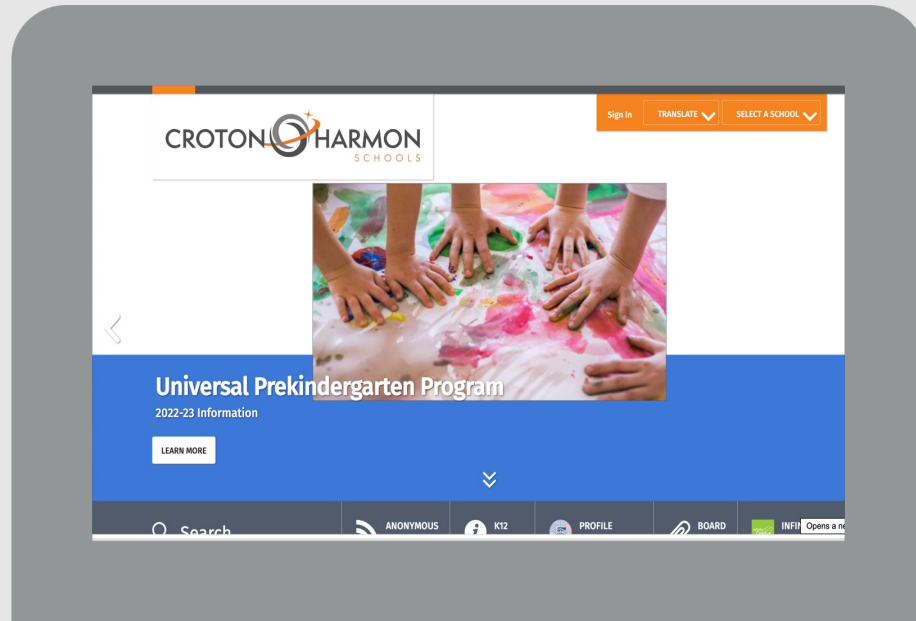 Sign In
TRANSLATE
SELECT A SCHOOL
CROTON HARMON
SCHOOLS
Universal Prekindergarten Program
2022-23 Information
LEARN MORE
Search
ANONYMOUS
K12
PROFILE
BOARD
Opens a